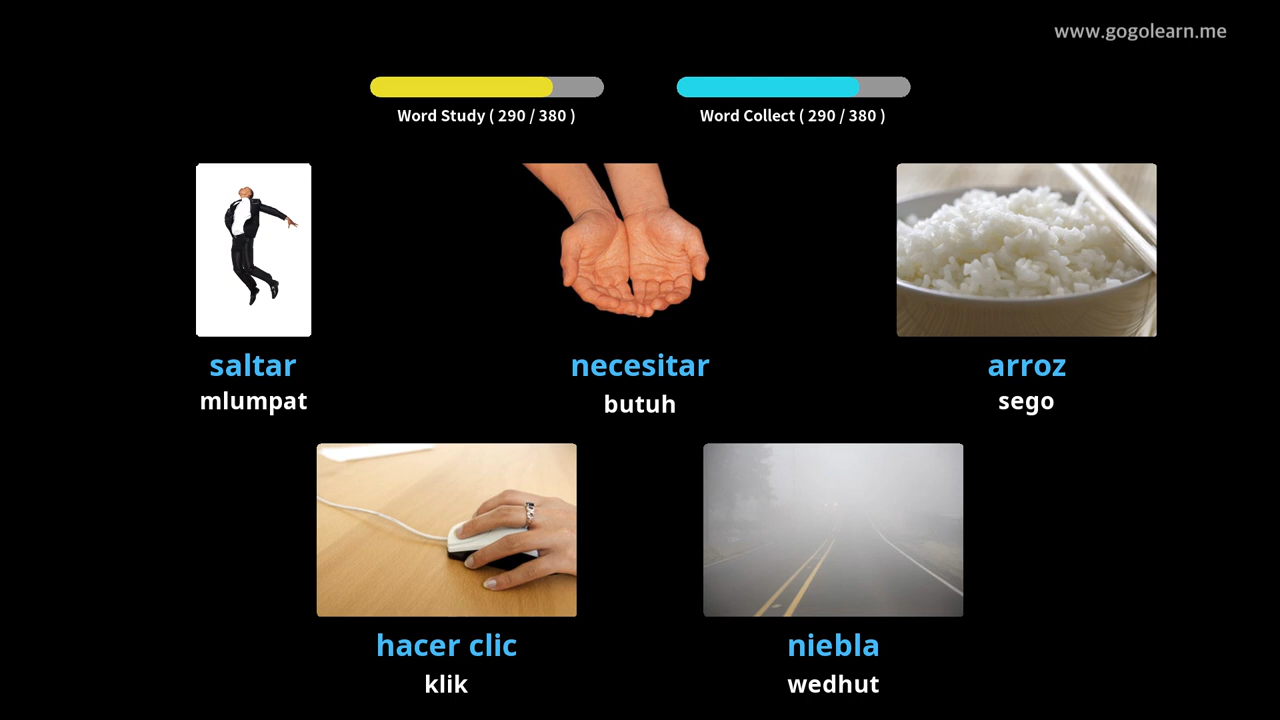 www.gogolearn.me
Word Study ( 290 / 380 )
Word Collect ( 290 / 380 )
saltar
mlumpat
necesitar
butuh
arroz
sego
hacer clic
klik
niebla
wedhut